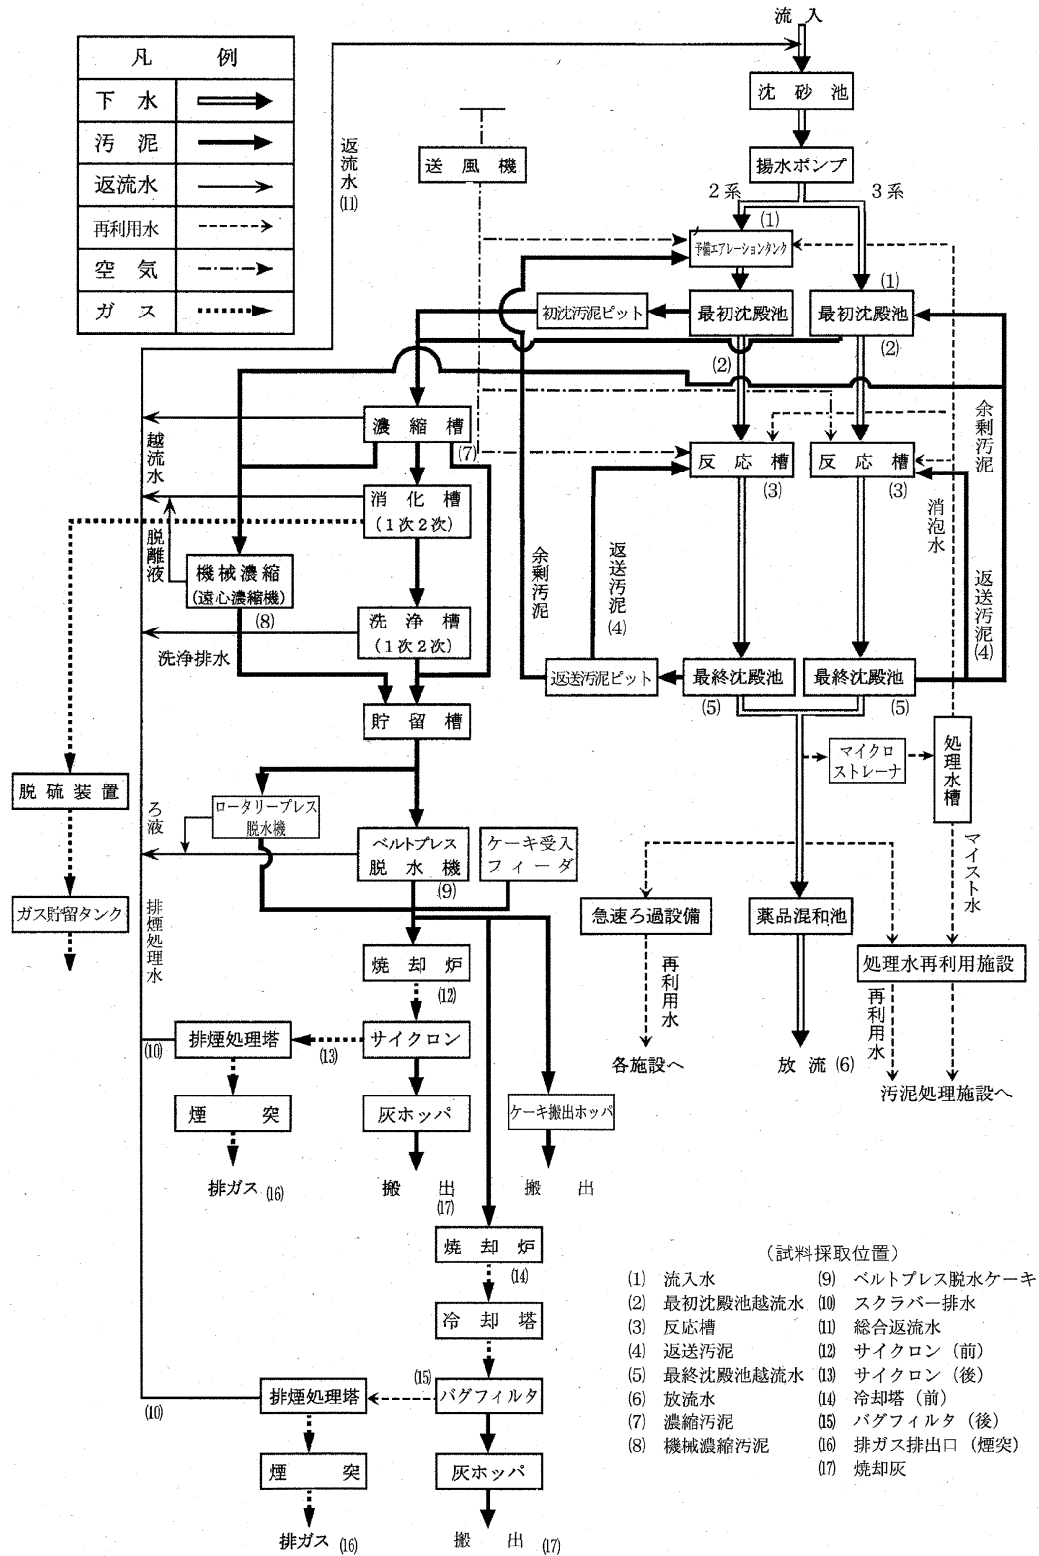 流 入
凡 例
下 水
汚 泥
返流水
再利用水
空 気
ガ ス
返流水(11)
沈 砂 池
揚水ポンプ
送 風 機
2系
3系
(1)
予備エアレーションタンク
(1)
初沈汚泥ピット
最初沈殿池
最初沈殿池
(2)
(2)
濃 縮 槽
(7)
越流水
余剰汚泥
反 応 槽
反 応 槽
(3)
(3)
消 化 槽
(1次2次)
脱離液
消泡水
機械濃縮
(遠心濃縮機)
(8)
余剰汚泥
返送汚泥(4)
返送汚泥(4)
洗 浄 槽
(1次2次)
洗浄排水
返送汚泥ピット
最終沈殿池
最終沈殿池
(5)
(5)
貯 留 槽
マイクロ
ストレーナ
処理水槽
脱 硫 装 置
ろ液
ロータリープレス
脱水機
ベルトプレス
脱 水 機
(9)
ケーキ受入
フィーダ
マイスト水
ガス貯留タンク
排煙処理水
急速ろ過設備
薬品混和池
処理水再利用施設
焼 却 炉
(12)
再利用水
再利用水
排煙処理塔
(10)
(13)
サイクロン
各施設へ
放 流 (6)
汚泥処理施設へ
煙 突
灰ホッパ
ケーキ搬出ホッパ
排ガス (16)
搬 出
(17)
搬 出
焼 却 炉
(14)
冷 却 塔
(15)
排煙処理塔
(10)
バグフィルタ
煙 突
灰ホッパ
排ガス (16)
搬 出 (17)
(試料採取位置)
(1) 流入水
(2) 最初沈殿池越流水
(3) 反応槽
(4) 返送汚泥
(5) 最終沈殿池越流水
(6) 放流水
(7) 濃縮汚泥
(8) 機械濃縮汚泥
(9) ベルトプレス脱水ケーキ
(10) スクラバー排水
(11) 総合返流水
(12) サイクロン (前)
(13) サイクロン (後)
(14) 冷却塔 (前)
(15) バグフィルタ (後)
(16) 排ガス排出口 (煙突)
(17) 焼却灰